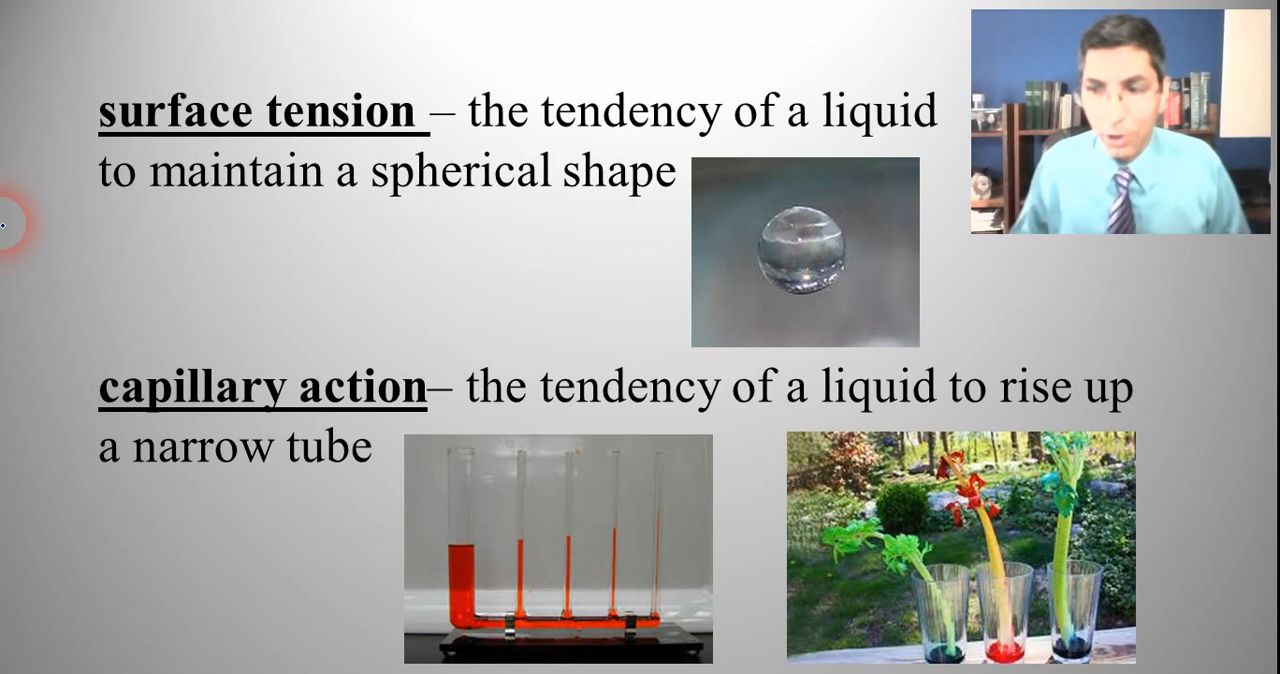 surface tension – the tendency of a liquid
to maintain a spherical shape
capillary action– the tendency of a liquid to rise up
a narrow tube